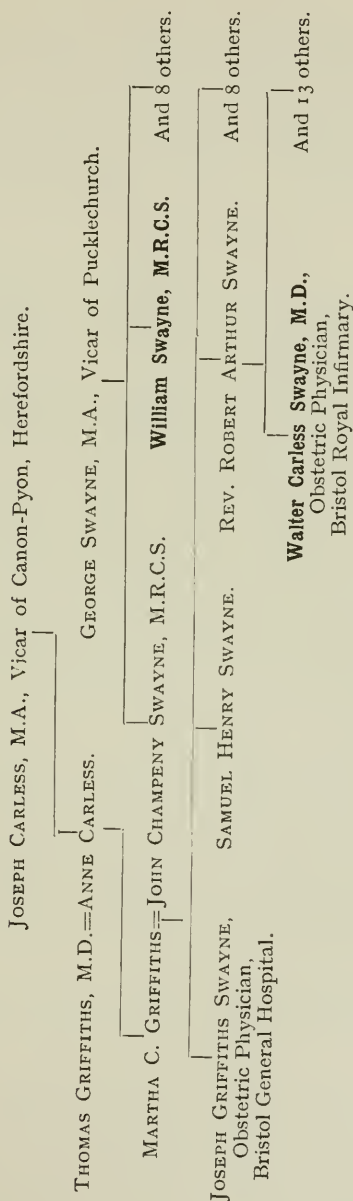 JOSEPH CARLESS, M.A., Vicar of Canon-Pyon, Herefordshire.
THOMAS GRIFFITHS, M.D.=ANNE CARLESS.
GEORGE SWAYNE, M.A., Vicar of Pucklechurch.
MARTHA C. GRIFFITHS=JOHN CHAMPENY SWAYNE, M.R.C.S.
William Swayne, M.R.C.S.
And 8 others.
JOSEPH GRIFFITHS SWAYNE,
Obstetric Physician,
Bristol General Hospital.
SAMUEL HENRY SWAYNE.
REV. ROBERT ARTHUR SWAYNE.
And 8 others.
Walter Carless Swayne, M.D.,
Obstetric Physician,
Bristol Royal Infirmary.
And 13 others.